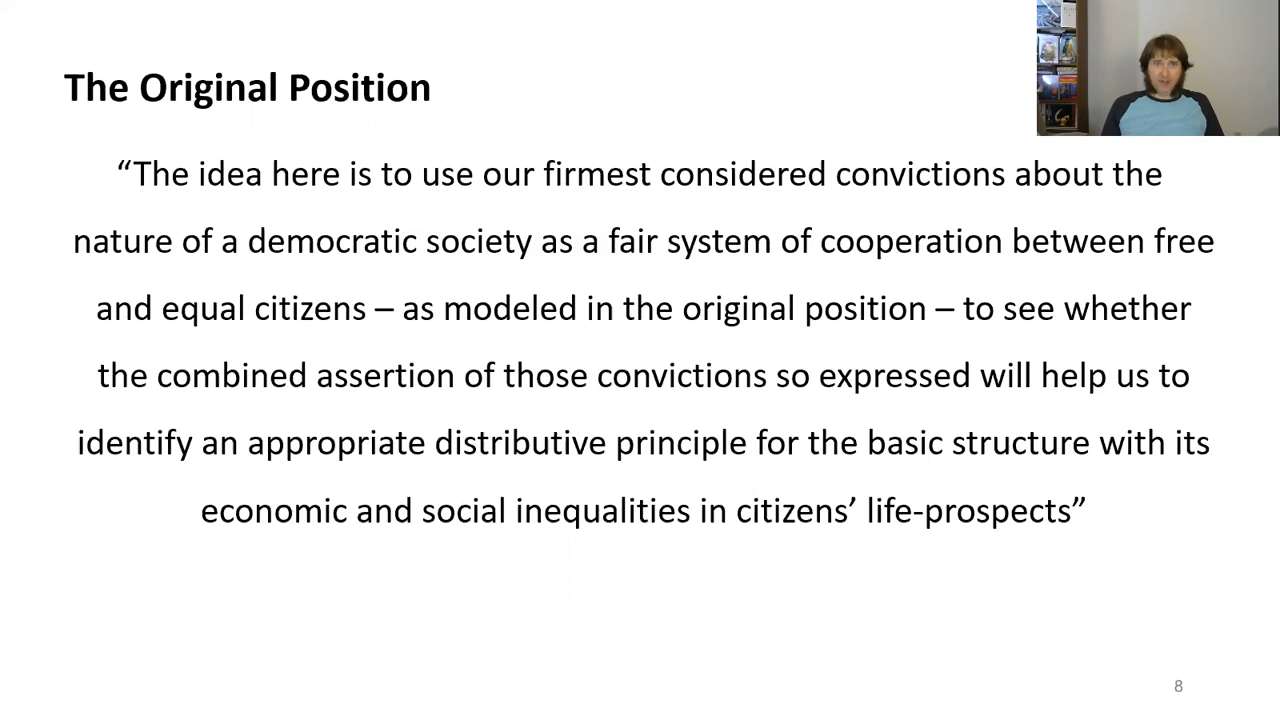 The Original Position
“The idea here is to use our firmest considered convictions about the
nature of a democratic society as a fair system of cooperation between free
and equal citizens – as modeled in the original position – to see whether
the combined assertion of those convictions so expressed will help us to
identify an appropriate distributive principle for the basic structure with its
economic and social inequalities in citizens’ life-prospects”
8